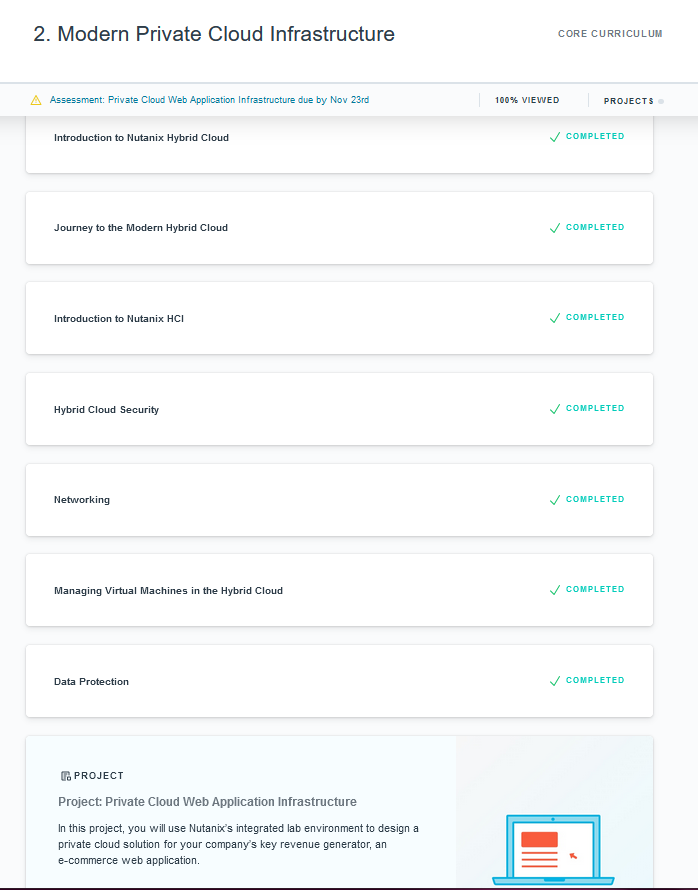 2. Modern Private Cloud Infrastructure
CORE CURRICULUM
Assessment: Private Cloud Web Application Infrastructure due by Nov 23rd
100% VIEWED
PROJECTS
Introduction to Nutanix Hybrid Cloud
COMPLETED
Journey to the Modern Hybrid Cloud
COMPLETED
Introduction to Nutanix HCI
COMPLETED
Hybrid Cloud Security
COMPLETED
Networking
COMPLETED
Managing Virtual Machines in the Hybrid Cloud
COMPLETED
Data Protection
COMPLETED
PROJECT
Project: Private Cloud Web Application Infrastructure
In this project, you will use Nutanix's integrated lab environment to design a
private cloud solution for your company's key revenue generator, an
e-commerce web application.